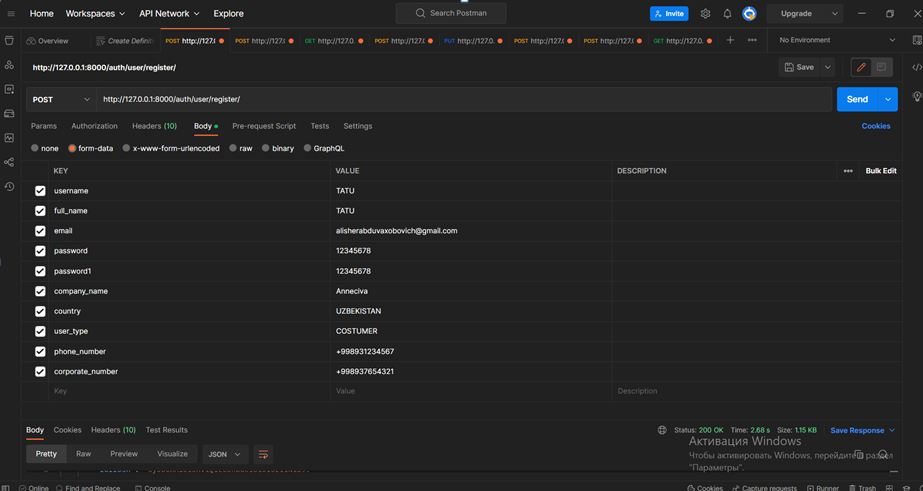 Home Workspaces API Network Explore Search Postman Invite Upgrade
Overview Create Definiti POST http://127.( POST http://127.( GET http://127.0. POST http://127.( PUT http://127.0. POST http://127.( POST http://127.( GET http://127.0. No Environment
http://127.0.0.1:8000/auth/user/register/ Save
POST http://127.0.0.1:8000/auth/user/register/ Send
Params Authorization Headers (10) Body Pre-request Script Tests Settings Cookies
none form-data x-www-form-urlencoded raw binary GraphQL
KEY VALUE DESCRIPTION Bulk Edit
username TATU
full_name TATU
email alisherabduvaxobovich@gmail.com
password 12345678
password1 12345678
company_name Anneciva
country UZBEKISTAN
user_type COSTUMER
phone_number +998931234567
corporate_number +998937654321
Key Value Description
Body Cookies Headers (10) Test Results Status: 200 OK Time: 2.68 s Size: 1.15 KB Save Response
Pretty Raw Preview Visualize JSON
Активация Windows
Чтобы активировать Windows, перейдите в раздел
"Параметры".
Online Find and Replace Console Cookies Capture requests Runner Trash